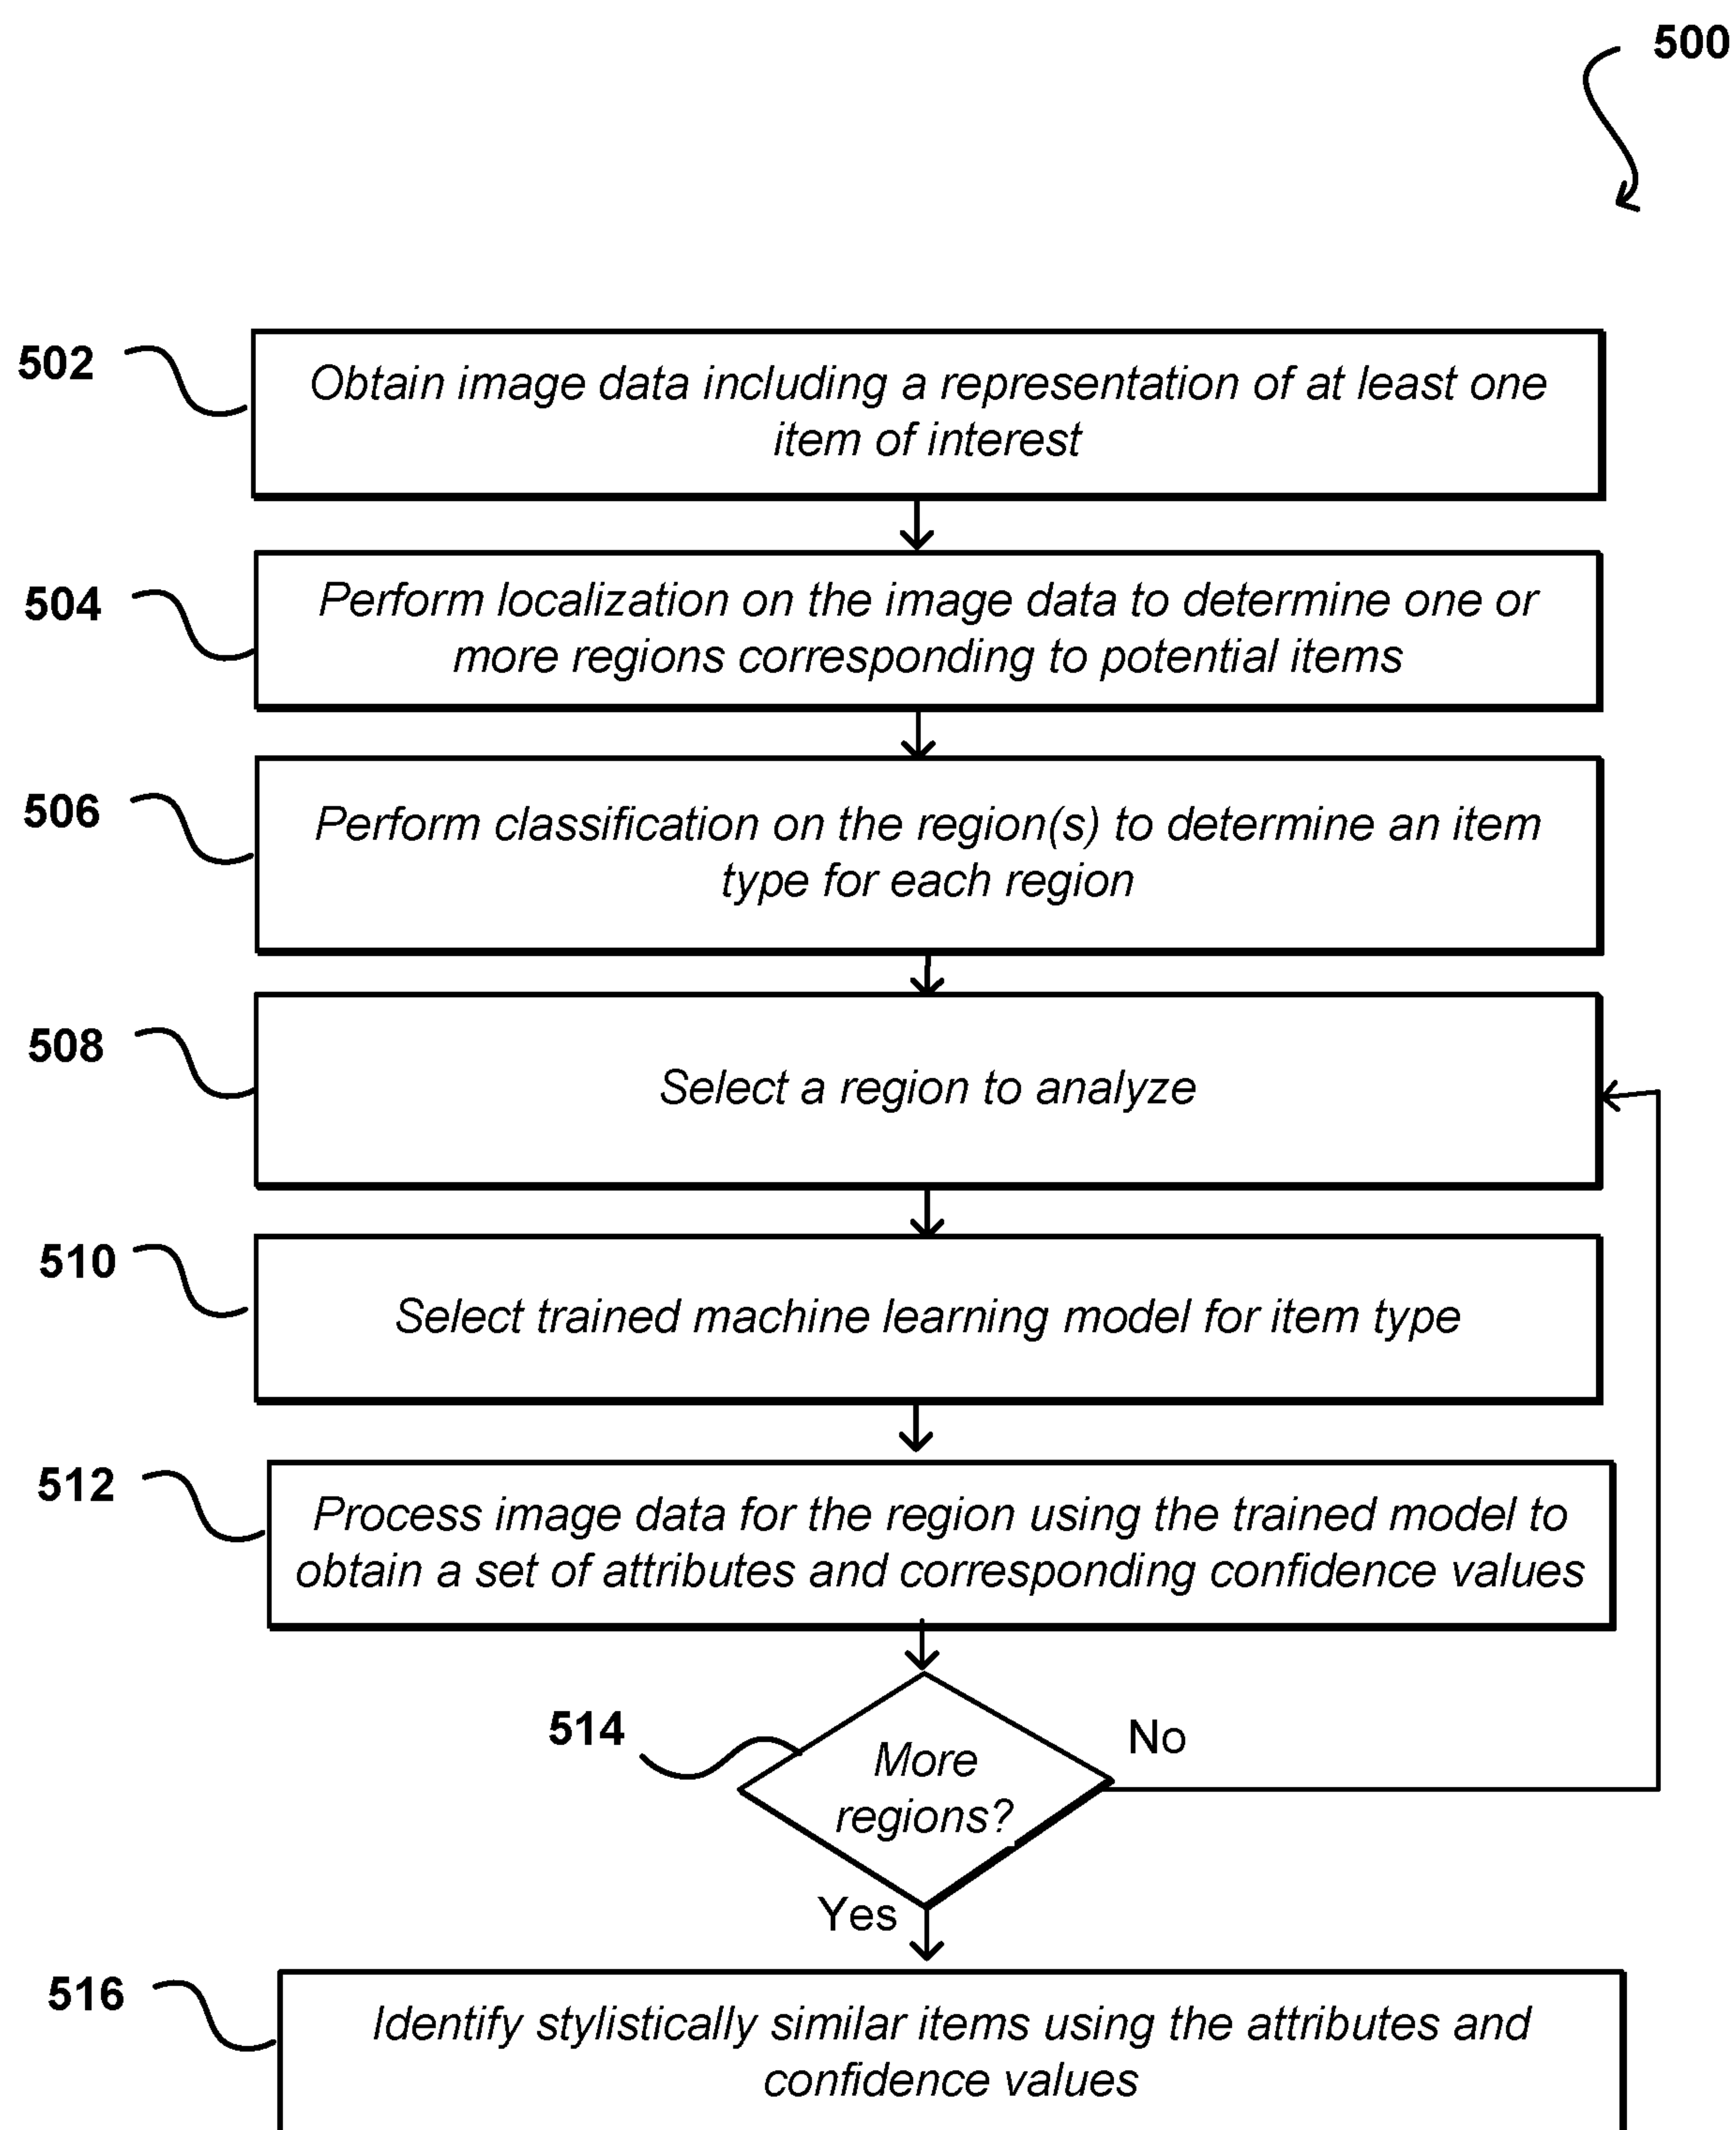 500
502
Obtain image data including a representation of at least one
item of interest
504
Perform localization on the image data to determine one or
more regions corresponding to potential items
506
Perform classification on the region(s) to determine an item
type for each region
508
Select a region to analyze
510
Select trained machine learning model for item type
512
Process image data for the region using the trained model to
obtain a set of attributes and corresponding confidence values
514
More
regions?
No
Yes
516
Identify stylistically similar items using the attributes and
confidence values